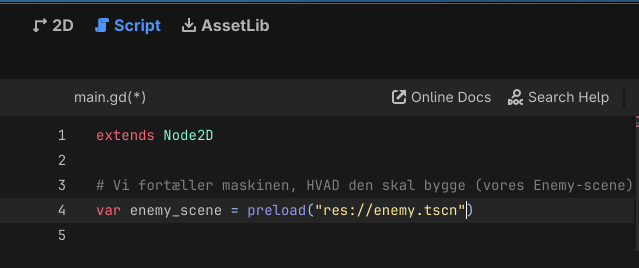 2D Script AssetLib
main.gd(*) Online Docs Search Help
1 extends Node2D
2
3 # Vi fortæller maskinen, HVAD den skal bygge (vores Enemy-scene)
4 var enemy_scene = preload("res://enemy.tscn")
5